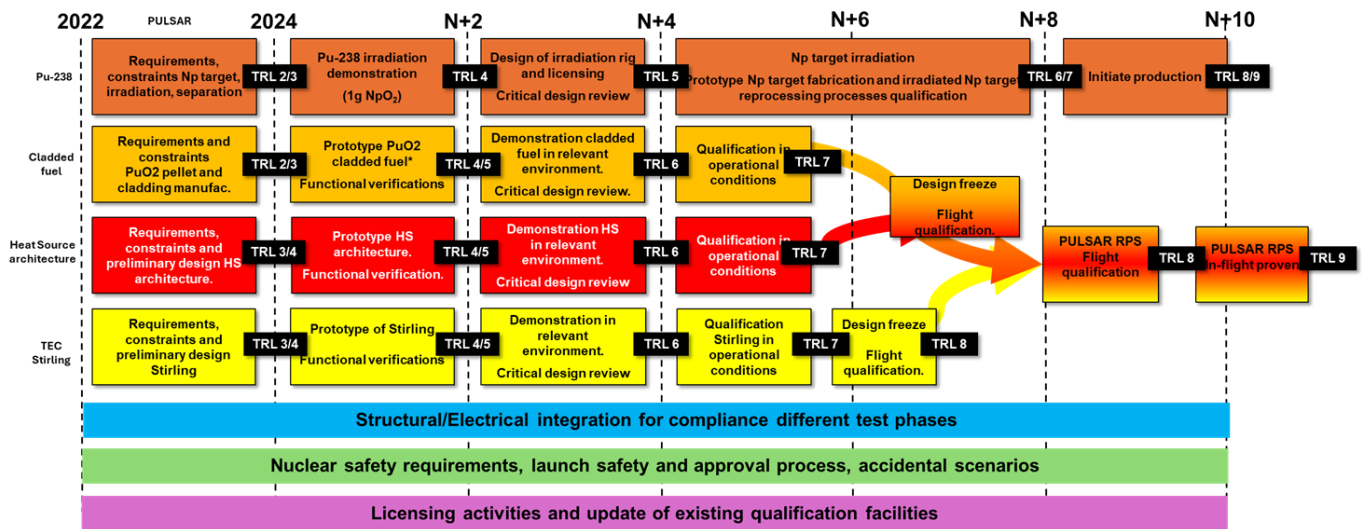 2022
PULSAR
2024
N+2
N+4
N+6
N+8
N+10
Pu-238
Requirements,
constraints Np target,
irradiation, separation
TRL 2/3
Pu-238 irradiation
demonstration
(1g NpO₂)
TRL 4
Design of irradiation rig
and licensing
Critical design review
TRL 5
Np target irradiation
Prototype Np target fabrication and irradiated Np target
reprocessing processes qualification
TRL 6/7
Initiate production
TRL 8/9
Cladded
fuel
Requirements and
constraints
PuO2 pellet and
cladding manufac.
TRL 2/3
Prototype PuO2
cladded fuel*
Functional verifications
TRL 4/5
Demonstration cladded
fuel in relevant
environment.
Critical design review.
TRL 6
Qualification in
operational
conditions
TRL 7
Design freeze
Flight
qualification.
Heat Source
architecture
Requirements,
constraints and
preliminary design HS
architecture.
TRL 3/4
Prototype HS
architecture.
Functional verification.
TRL 4/5
Demonstration HS
in relevant
environment.
Critical design review
TRL 6
Qualification in
operational
conditions
TRL 7
PULSAR RPS
Flight
qualification
TRL 8
PULSAR RPS
In-flight proven
TRL 9
TEC
Stirling
Requirements,
constraints and
preliminary design
Stirling
TRL 3/4
Prototype of Stirling
Functional verifications
TRL 4/5
Demonstration in
relevant
environment.
Critical design review
TRL 6
Qualification
Stirling in
operational
conditions
TRL 7
Design freeze
Flight
qualification.
TRL 8
Structural/Electrical integration for compliance different test phases
Nuclear safety requirements, launch safety and approval process, accidental scenarios
Licensing activities and update of existing qualification facilities